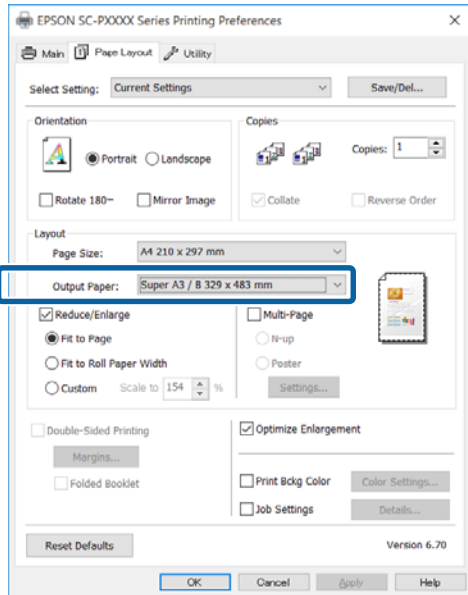 EPSON SC-PXXXX Series Printing Preferences
Main Page Layout Utility
Select Setting: Current Settings Save/Del...
Orientation Copies
Portrait Landscape Copies: 1
Rotate 180~ Mirror Image Collate Reverse Order
Layout
Page Size: A4 210 x 297 mm
Output Paper: Super A3 / B 329 x 483 mm
Reduce/Enlarge Multi-Page
Fit to Page N-up
Fit to Roll Paper Width Poster
Custom Scale to 154 % Settings...
Double-Sided Printing Optimize Enlargement
Margins...
Folded Booklet Print Bckg Color Color Settings...
Job Settings Details...
Reset Defaults Version 6.70
OK Cancel Apply Help